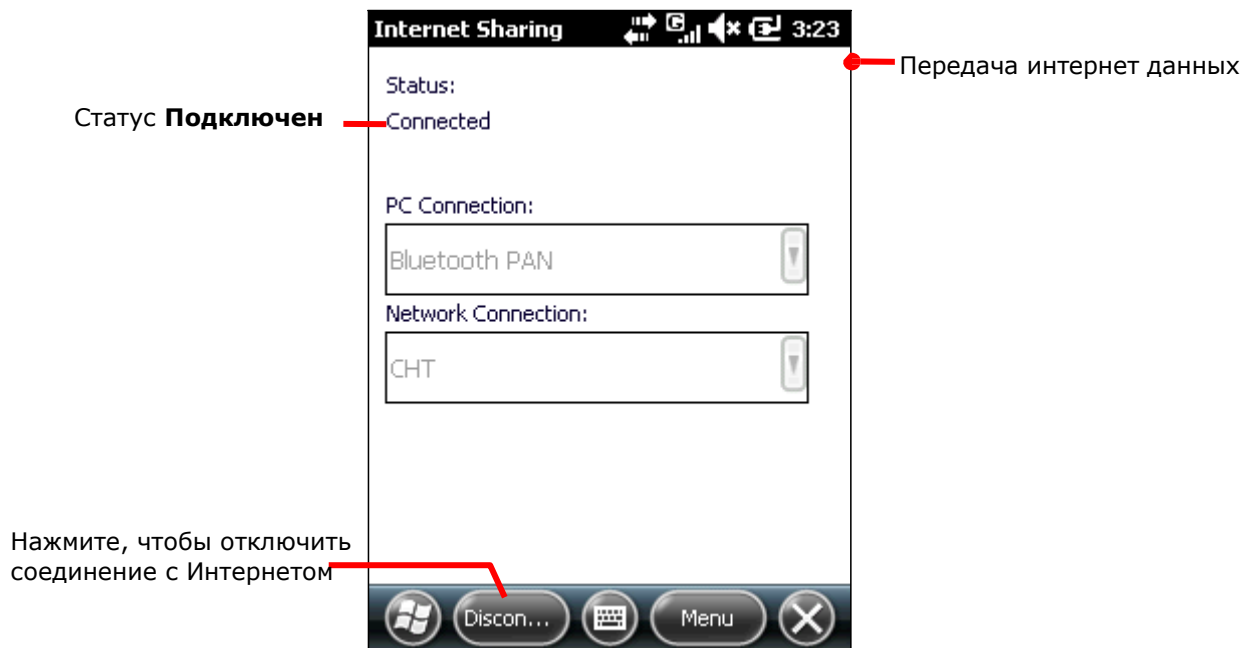 Internet Sharing G 3:23
Передача интернет данных
Status:
Статус Подключен
Connected
PC Connection:
Bluetooth PAN
Network Connection:
CHT
Нажмите, чтобы отключить
соединение с Интернетом
Discon... Menu